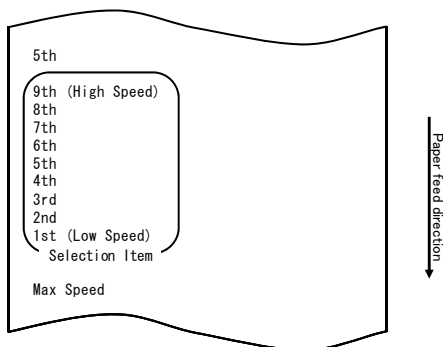 5th
9th (High Speed)
8th
7th
6th
5th
4th
3rd
2nd
1st (Low Speed)
Selection Item
Max Speed
Paper feed direction